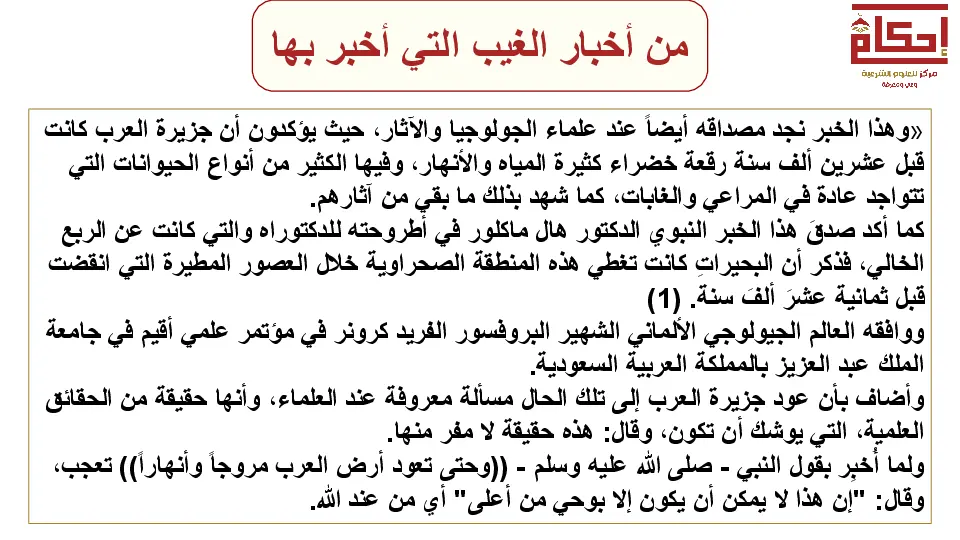 من أخبار الغيب التي أخبر بها
إحكام
مركز للعلوم الشرعية
وعي ومعرفة
«وهذا الخبر نجد مصداقه أيضاً عند علماء الجولوجيا والآثار، حيث يؤكدون أن جزيرة العرب كانت
قبل عشرين ألف سنة رقعة خضراء كثيرة المياه والأنهار، وفيها الكثير من أنواع الحيوانات التي
تتواجد عادة في المراعي والغابات، كما شهد بذلك ما بقي من آثارهم.
كما أكد صدقَ هذا الخبر النبوي الدكتور هال ماكلور في أطروحته للدكتوراه والتي كانت عن الربع
الخالي، فذكر أن البحيراتِ كانت تغطي هذه المنطقة الصحراوية خلال العصور المطيرة التي انقضت
قبل ثمانية عشرَ ألفَ سنة. (1)
ووافقه العالم الجيولوجي الألماني الشهير البروفسور الفريد كرونر في مؤتمر علمي أقيم في جامعة
الملك عبد العزيز بالمملكة العربية السعودية.
وأضاف بأن عود جزيرة العرب إلى تلك الحال مسألة معروفة عند العلماء، وأنها حقيقة من الحقائق
العلمية، التي يوشك أن تكون، وقال: هذه حقيقة لا مفر منها.
ولما أُخبِر بقول النبي - صلى الله عليه وسلم - ((وحتى تعود أرض العرب مروجاً وأنهاراً)) تعجب،
وقال: "إن هذا لا يمكن أن يكون إلا بوحي من أعلى" أي من عند الله.